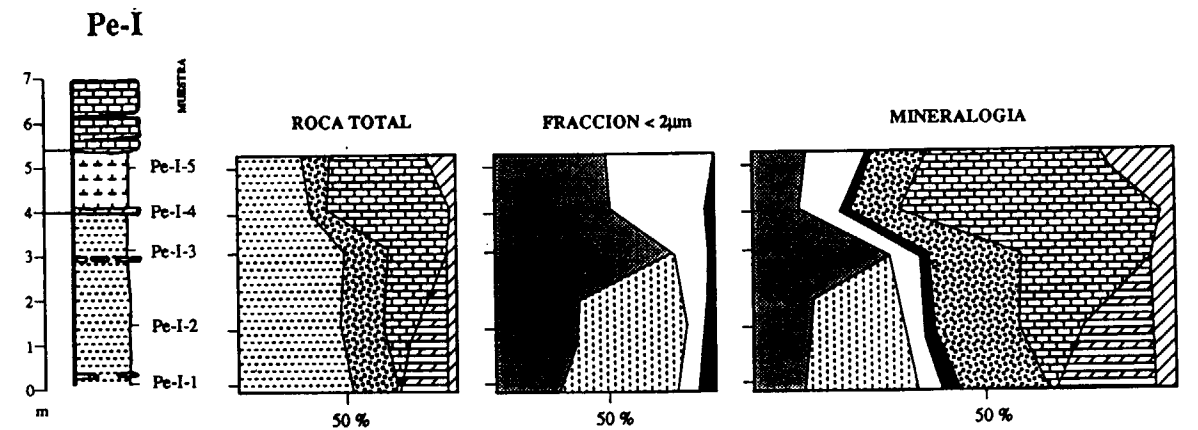 Pe-I
MUESTRA
7
6
5
4
3
2
1
0
m
Pe-I-5
Pe-I-4
Pe-I-3
Pe-I-2
Pe-I-1
ROCA TOTAL
50 %
FRACCION < 2µm
50 %
MINERALOGIA
50 %